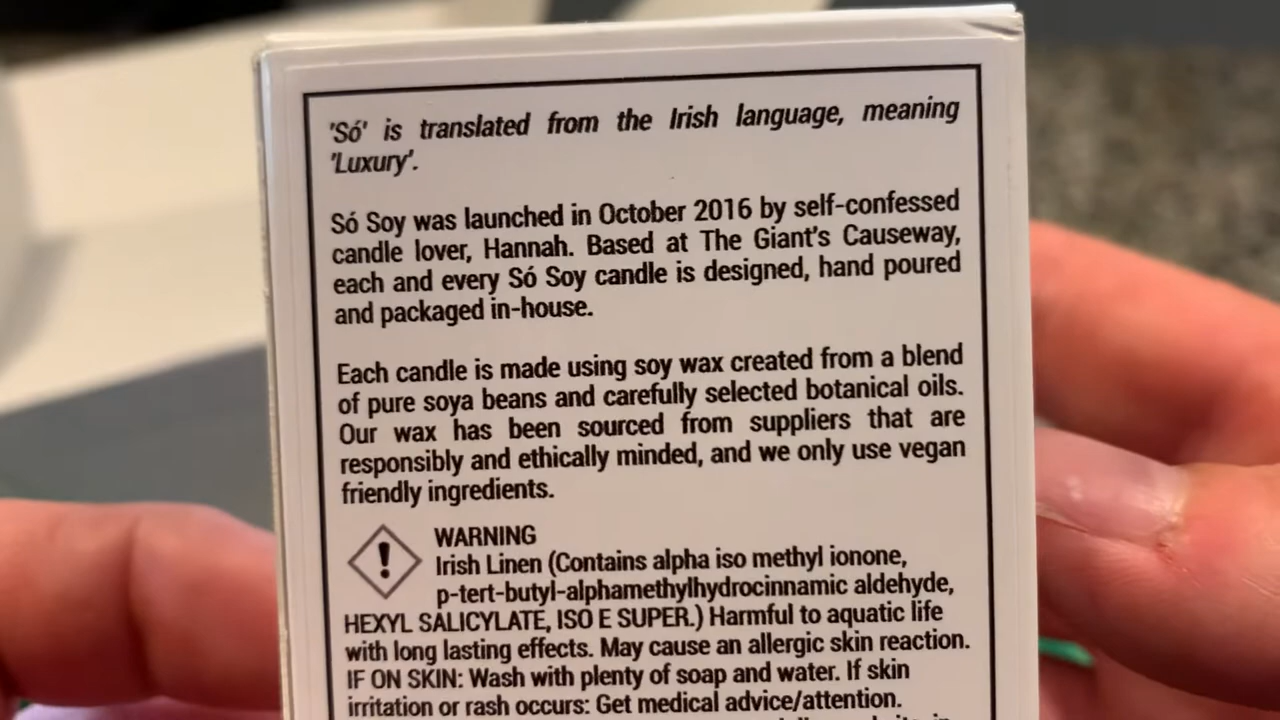 'Só' is translated from the Irish language, meaning
'Luxury'.
Só Soy was launched in October 2016 by self-confessed
candle lover, Hannah. Based at The Giant's Causeway,
each and every Só Soy candle is designed, hand poured
and packaged in-house.
Each candle is made using soy wax created from a blend
of pure soya beans and carefully selected botanical oils.
Our wax has been sourced from suppliers that are
responsibly and ethically minded, and we only use vegan
friendly ingredients.
WARNING
Irish Linen (Contains alpha iso methyl ionone,
p-tert-butyl-alphamethylhydrocinnamic aldehyde,
HEXYL SALICYLATE, ISO E SUPER.) Harmful to aquatic life
with long lasting effects. May cause an allergic skin reaction.
IF ON SKIN: Wash with plenty of soap and water. If skin
irritation or rash occurs: Get medical advice/attention.